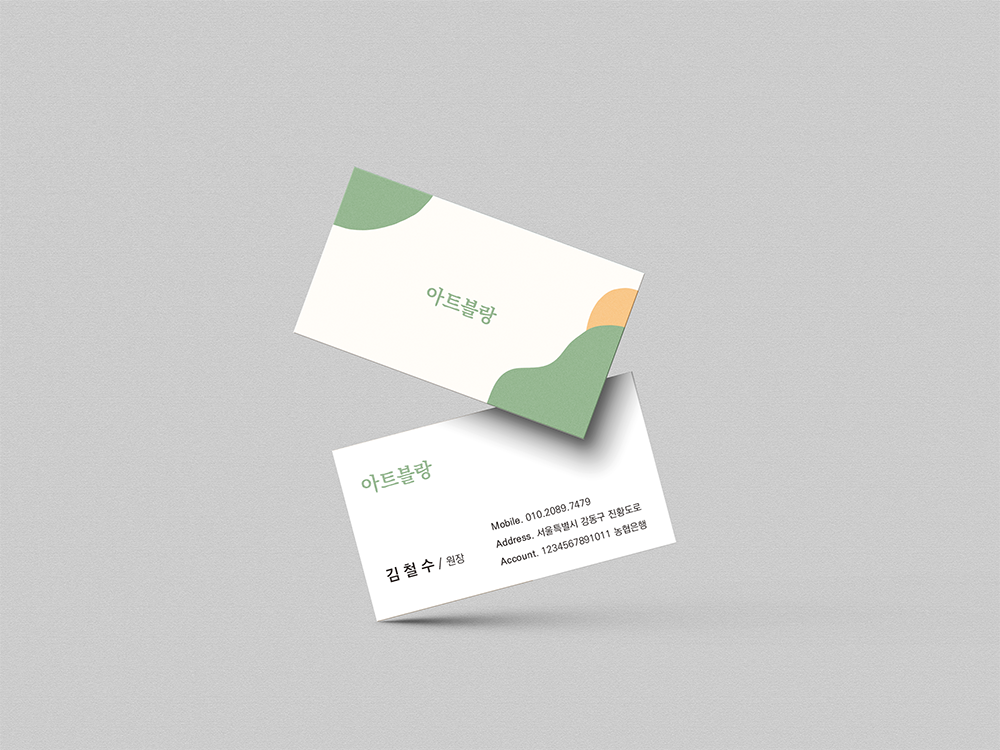 아트블랑
아트블랑
김철수 / 원장
Mobile. 010.2089.7479
Address. 서울특별시 강동구 진황도로
Account. 1234567891011 농협은행